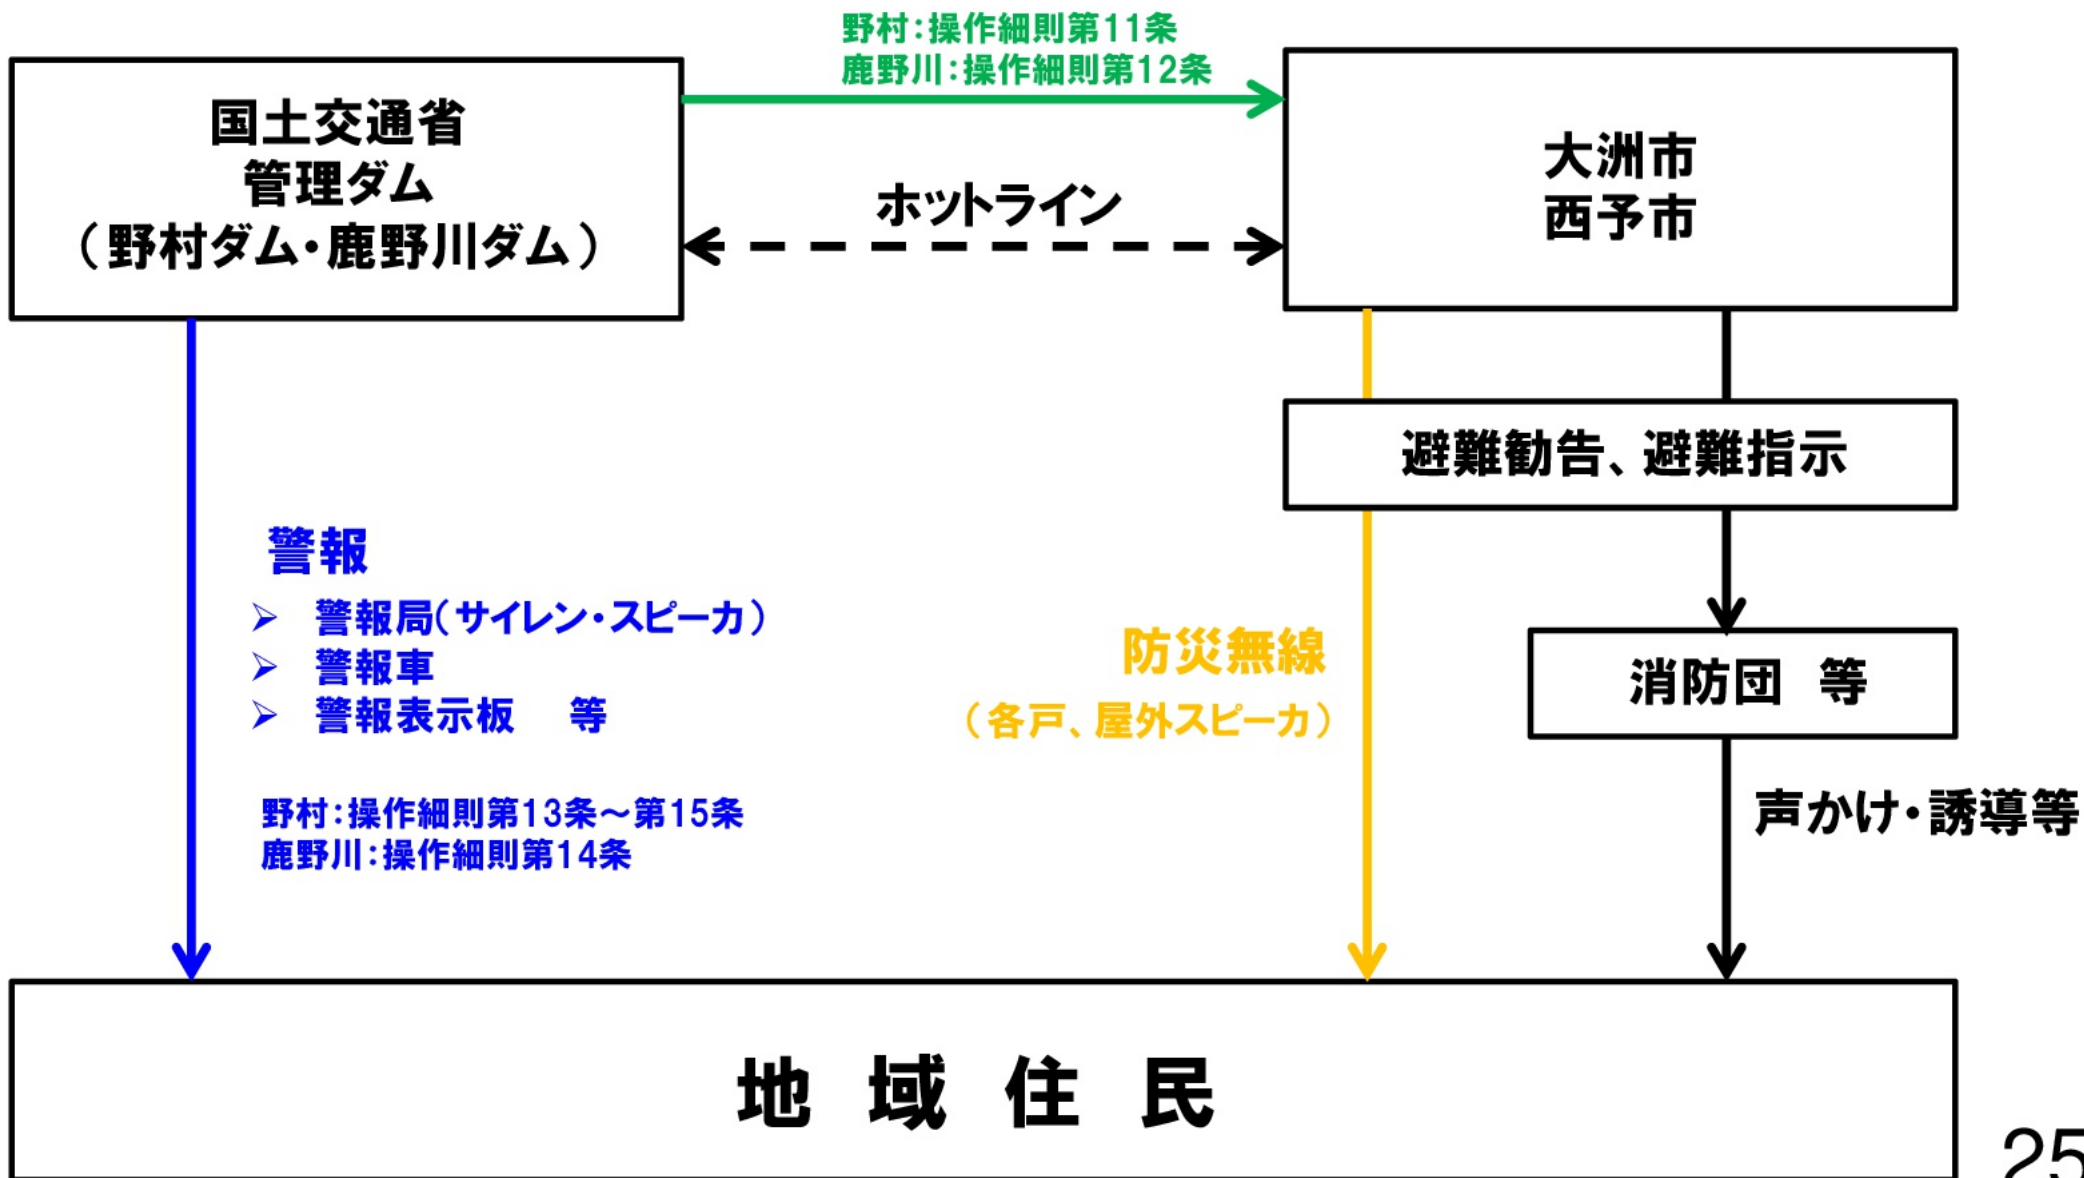 野村：操作細則第11条
鹿野川：操作細則第12条
国土交通省
管理ダム
（野村ダム・鹿野川ダム）
ホットライン
大洲市
西予市
避難勧告、避難指示
警報
➢ 警報局（サイレン・スピーカ）
➢ 警報車
➢ 警報表示板　等
野村：操作細則第13条～第15条
鹿野川：操作細則第14条
防災無線
（各戸、屋外スピーカ）
消防団　等
声かけ・誘導等
地　域　住　民
25